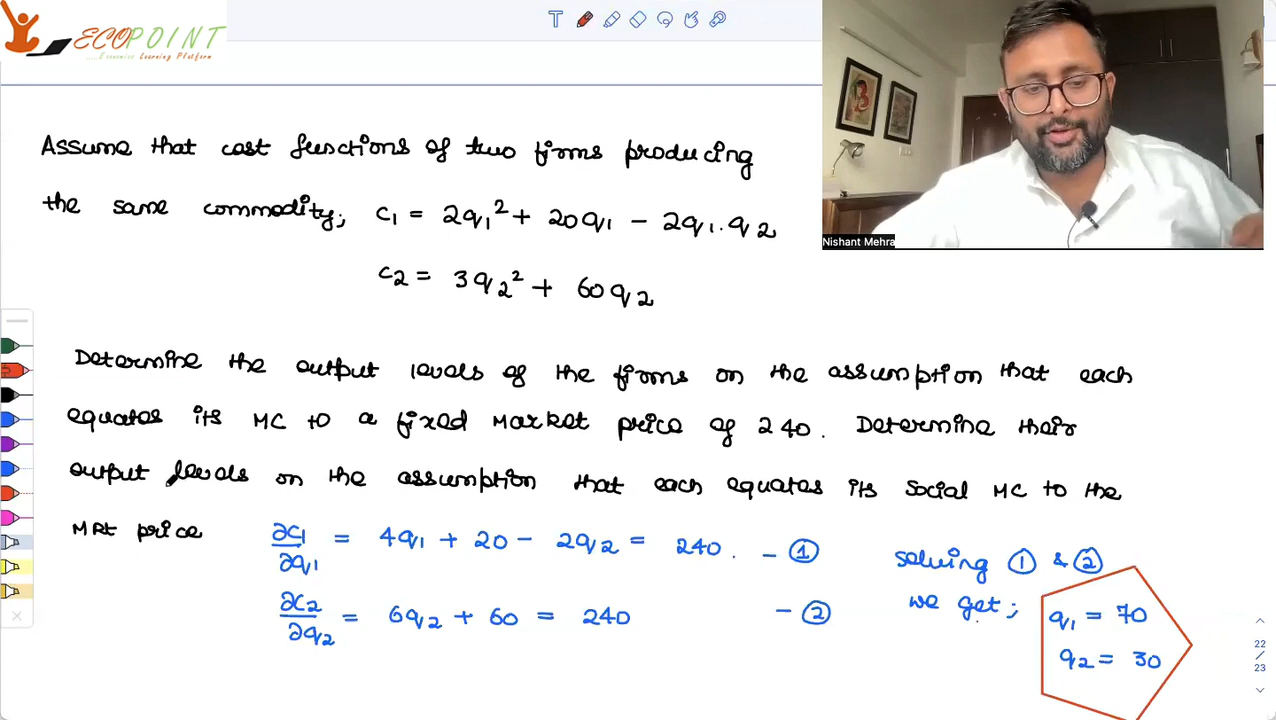 ECOPOINT
Economics Learning Platform
Nishant Mehra
Assume that cost functions of two firms producing
the same commodity; C1 = 2q1² + 20q1 - 2q1.q2
C2 = 3q2² + 60q2
Determine the output levels of the firms on the assumption that each
equates its MC to a fixed market price of 240. Determine their
output levels on the assumption that each equates its social MC to the
MRt price
∂C1/∂q1 = 4q1 + 20 - 2q2 = 240. - ①
∂C2/∂q2 = 6q2 + 60 = 240 - ②
solving ① & ②
we get;
q1 = 70
q2 = 30
22
/
23